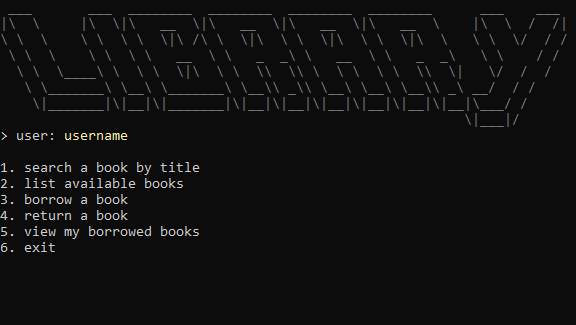 LIBRARY
> user: username
1. search a book by title
2. list available books
3. borrow a book
4. return a book
5. view my borrowed books
6. exit